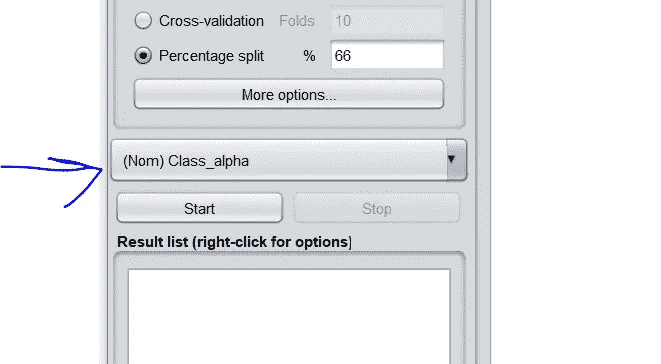 Cross-validation Folds 10
Percentage split % 66
More options...
(Nom) Class_alpha
Start Stop
Result list (right-click for options)